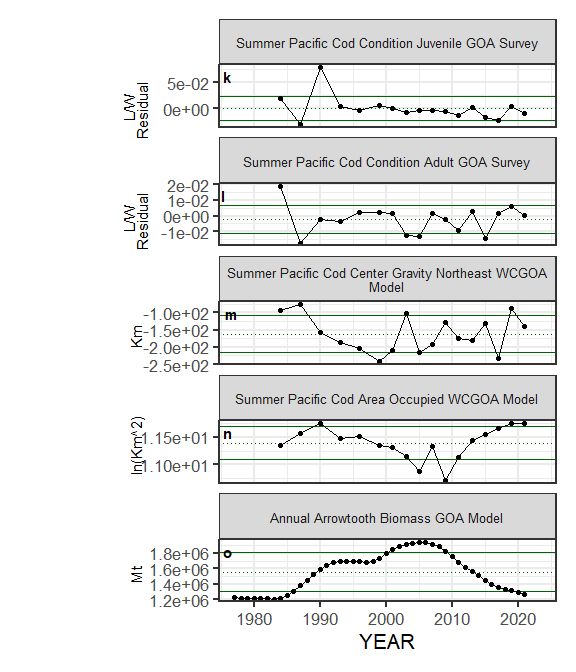 Summer Pacific Cod Condition Juvenile GOA Survey
k
5e-02
0e+00
L/W
Residual
Summer Pacific Cod Condition Adult GOA Survey
l
2e-02
1e-02
0e+00
-1e-02
L/W
Residual
Summer Pacific Cod Center Gravity Northeast WCGOA
Model
m
-1.0e+02
-1.5e+02
-2.0e+02
-2.5e+02
Km
Summer Pacific Cod Area Occupied WCGOA Model
n
1.15e+01
1.10e+01
ln(Km^2)
Annual Arrowtooth Biomass GOA Model
o
1.8e+06
1.6e+06
1.4e+06
1.2e+06
Mt
1980 1990 2000 2010 2020
YEAR